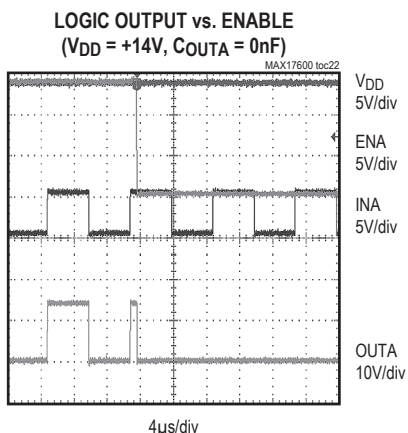 LOGIC OUTPUT vs. ENABLE
(VDD = +14V, COUTA = 0nF)
MAX17600 toc22
VDD
5V/div
ENA
5V/div
INA
5V/div
OUTA
10V/div
4µs/div